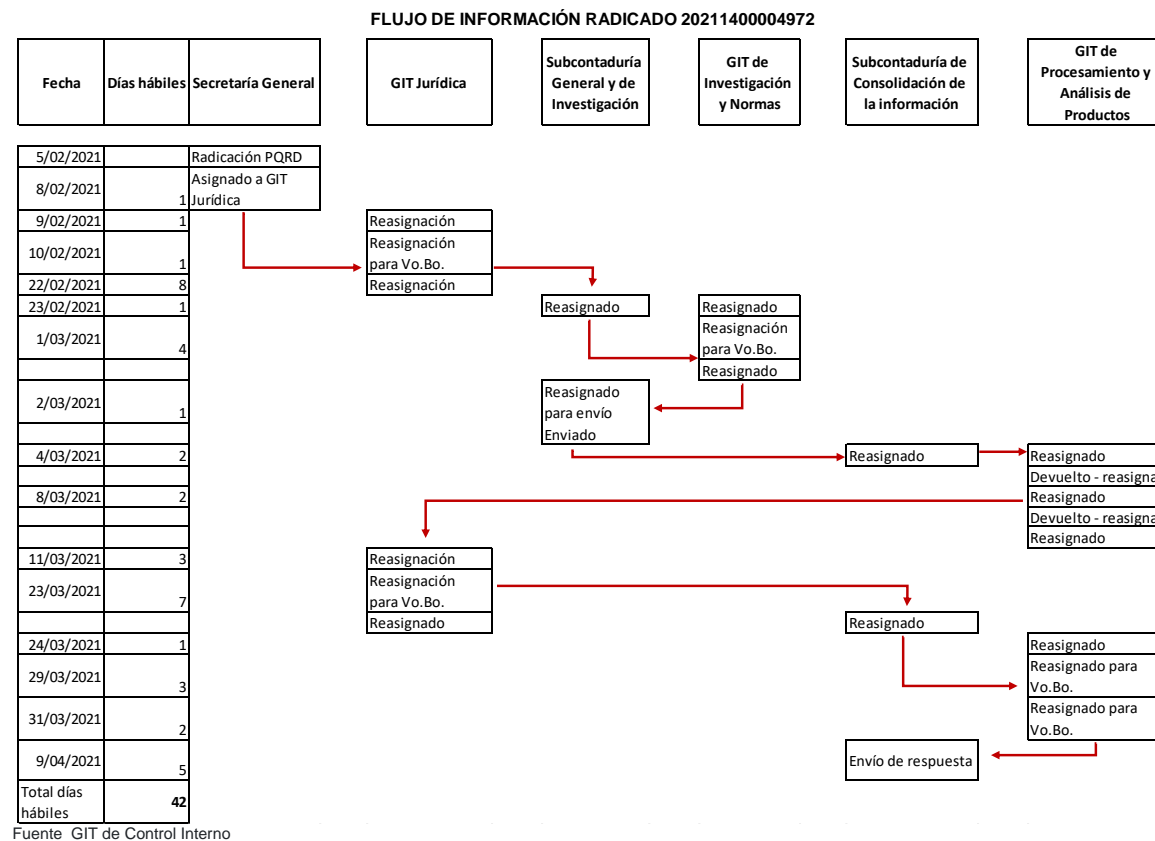 FLUJO DE INFORMACIÓN RADICADO 20211400004972
Fecha
Días hábiles
Secretaría General
GIT Jurídica
Subcontaduría
General y de
Investigación
GIT de
Investigación
y Normas
Subcontaduría de
Consolidación de
la información
GIT de
Procesamiento y
Análisis de
Productos
5/02/2021 Radicación PQRD
8/02/2021 1 Asignado a GIT
Jurídica
9/02/2021 1 Reasignación
10/02/2021 1 Reasignación
para Vo.Bo.
22/02/2021 8 Reasignación
23/02/2021 1 Reasignado Reasignado
1/03/2021 4 Reasignación
para Vo.Bo.
Reasignado
2/03/2021 1 Reasignado
para envío
Enviado
4/03/2021 2 Reasignado Reasignado
Devuelto - reasigna
8/03/2021 2 Reasignado
Devuelto - reasigna
Reasignado
11/03/2021 3 Reasignación
23/03/2021 7 Reasignación
para Vo.Bo.
Reasignado Reasignado
24/03/2021 1 Reasignado
29/03/2021 3 Reasignado para
Vo.Bo.
31/03/2021 2 Reasignado para
Vo.Bo.
9/04/2021 5 Envío de respuesta
Total días
hábiles 42
Fuente GIT de Control Interno